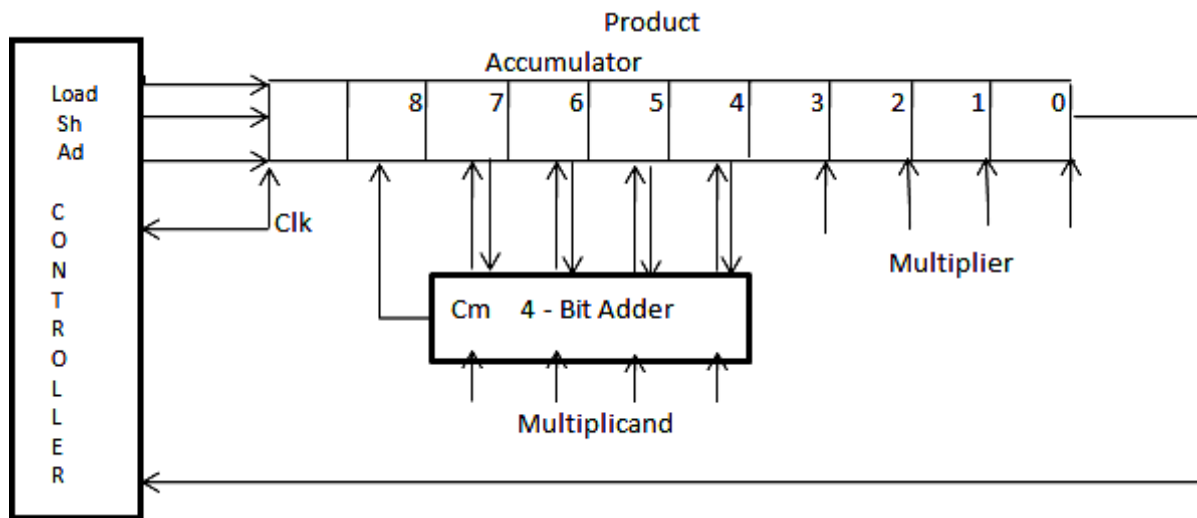 Product
Accumulator
Load
Sh
Ad
8 7 6 5 4 3 2 1 0
Clk
C
O
N
T
R
O
L
L
E
R
Multiplier
Cm 4 - Bit Adder
Multiplicand